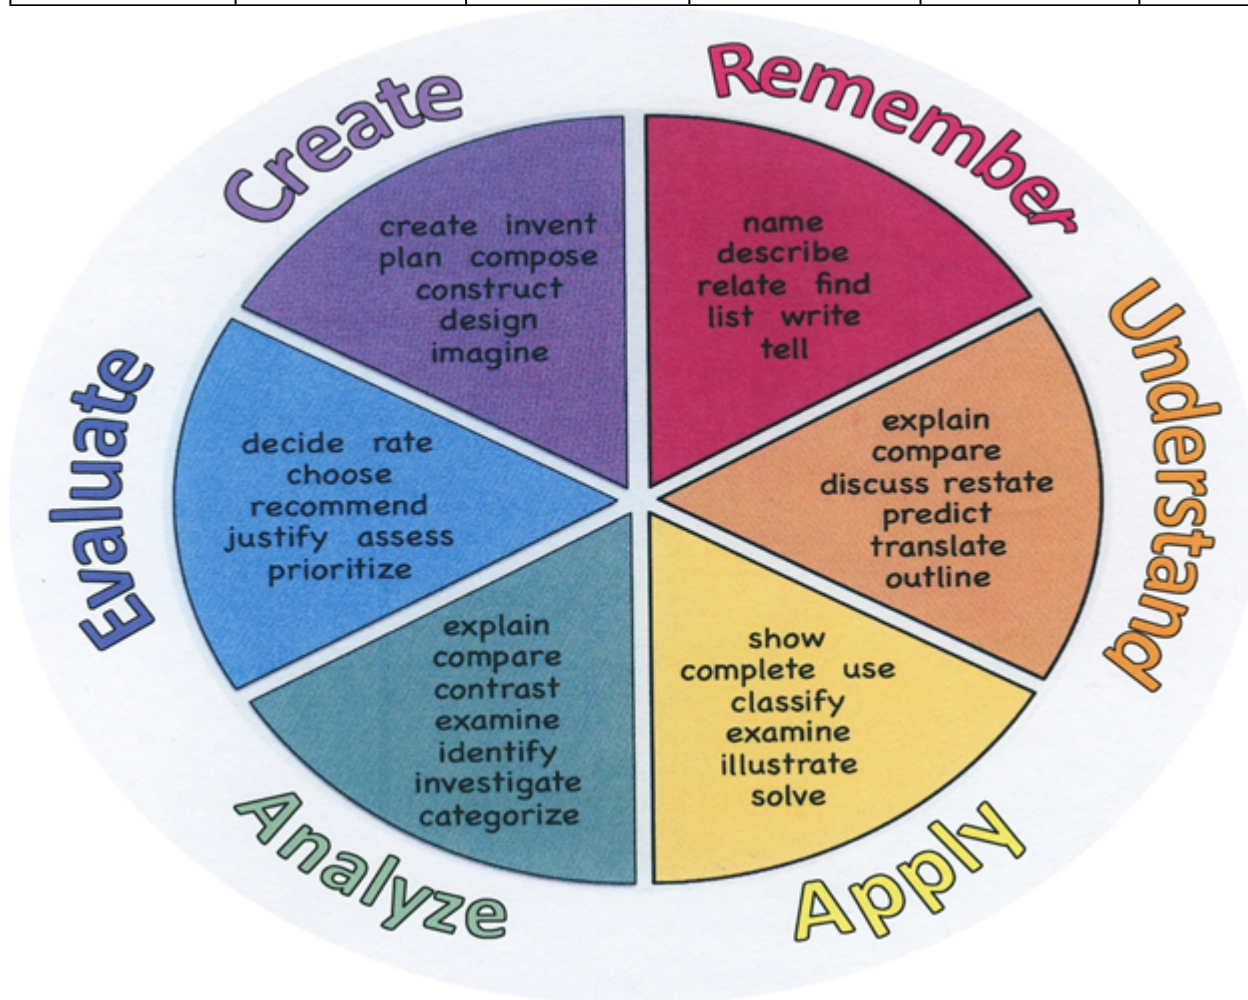 Remember
name
describe
relate find
list write
tell
Understand
explain
compare
discuss restate
predict
translate
outline
Apply
show
complete use
classify
examine
illustrate
solve
Analyze
explain
compare
contrast
examine
identify
investigate
categorize
Evaluate
decide rate
choose
recommend
justify assess
prioritize
Create
create invent
plan compose
construct
design
imagine